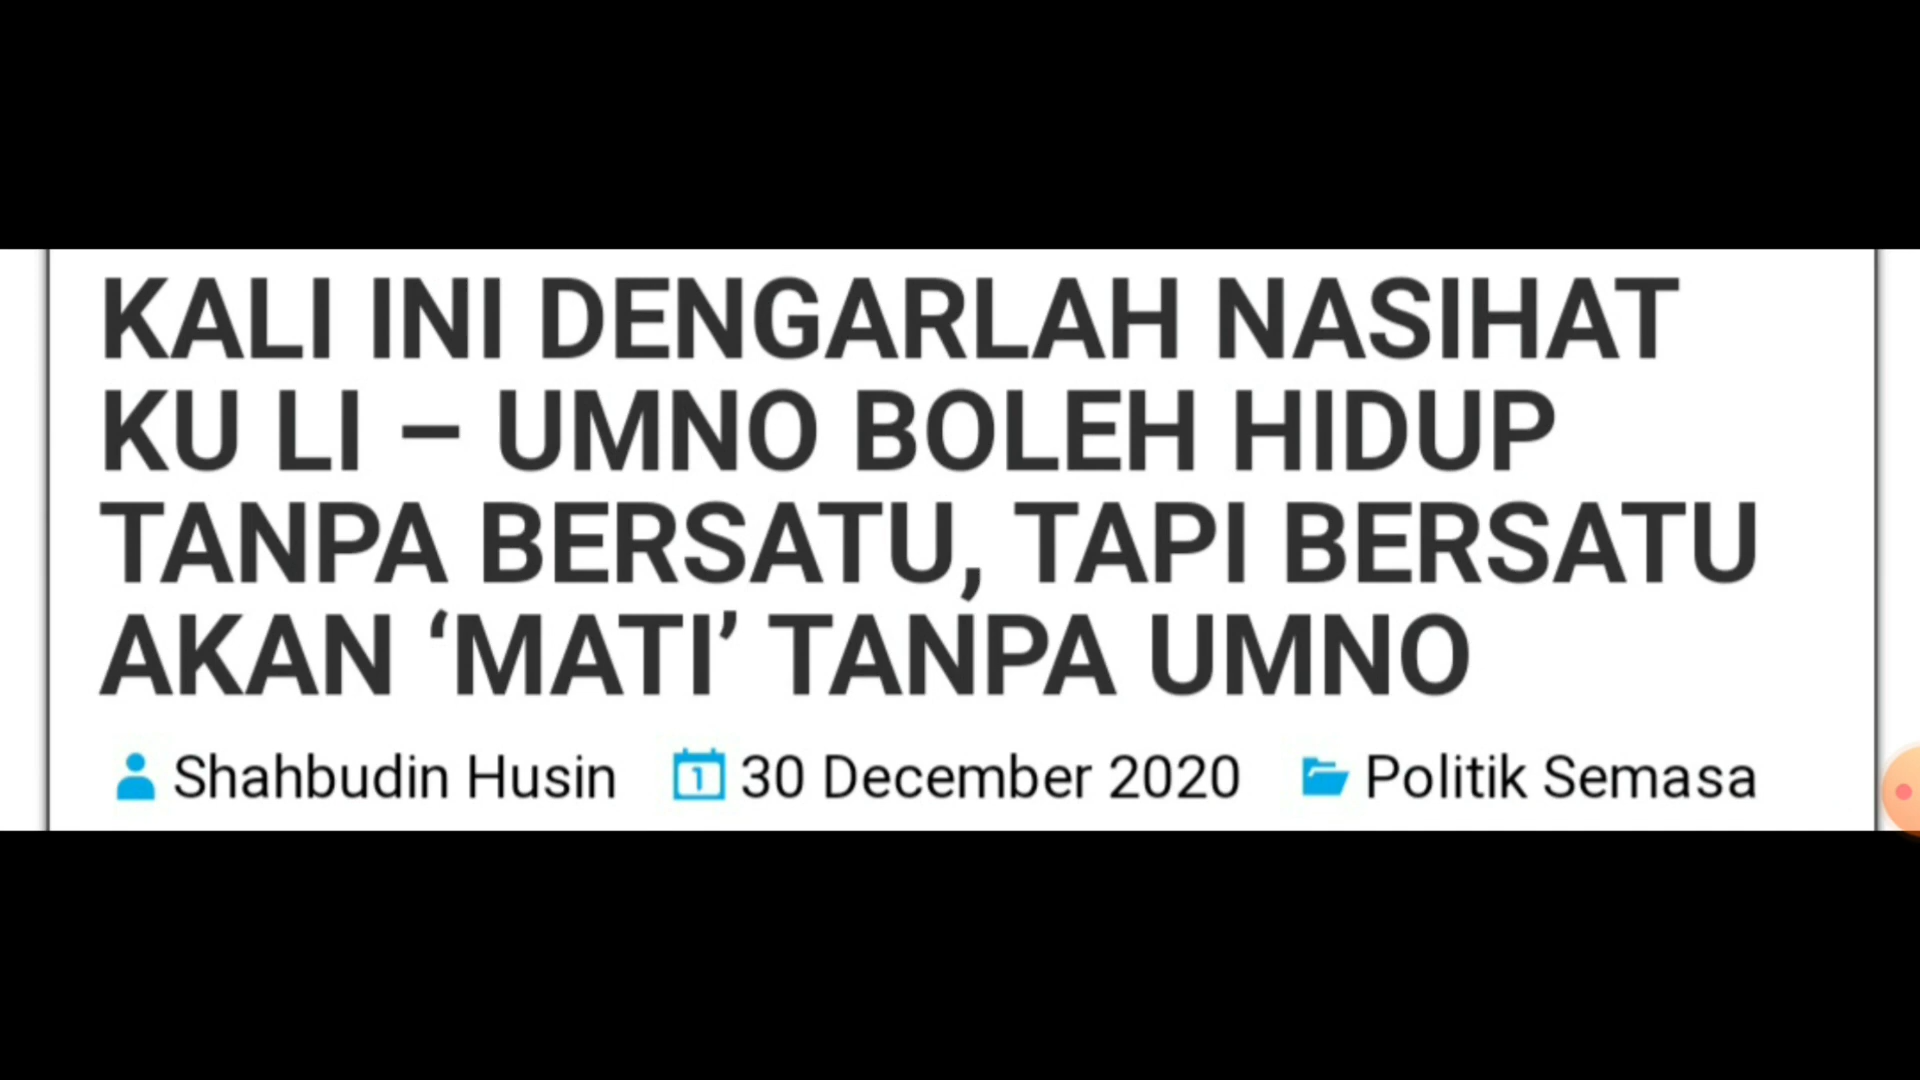 KALI INI DENGARLAH NASIHAT
KU LI – UMNO BOLEH HIDUP
TANPA BERSATU, TAPI BERSATU
AKAN ‘MATI’ TANPA UMNO
Shahbudin Husin 30 December 2020 Politik Semasa